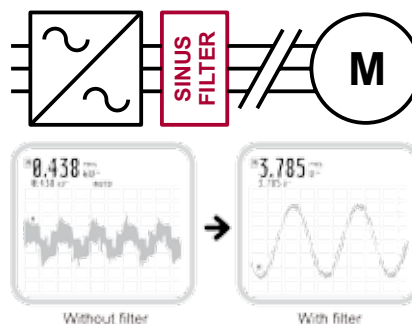 SINUS
FILTER
M
0.438
3.785
Without filter
With filter